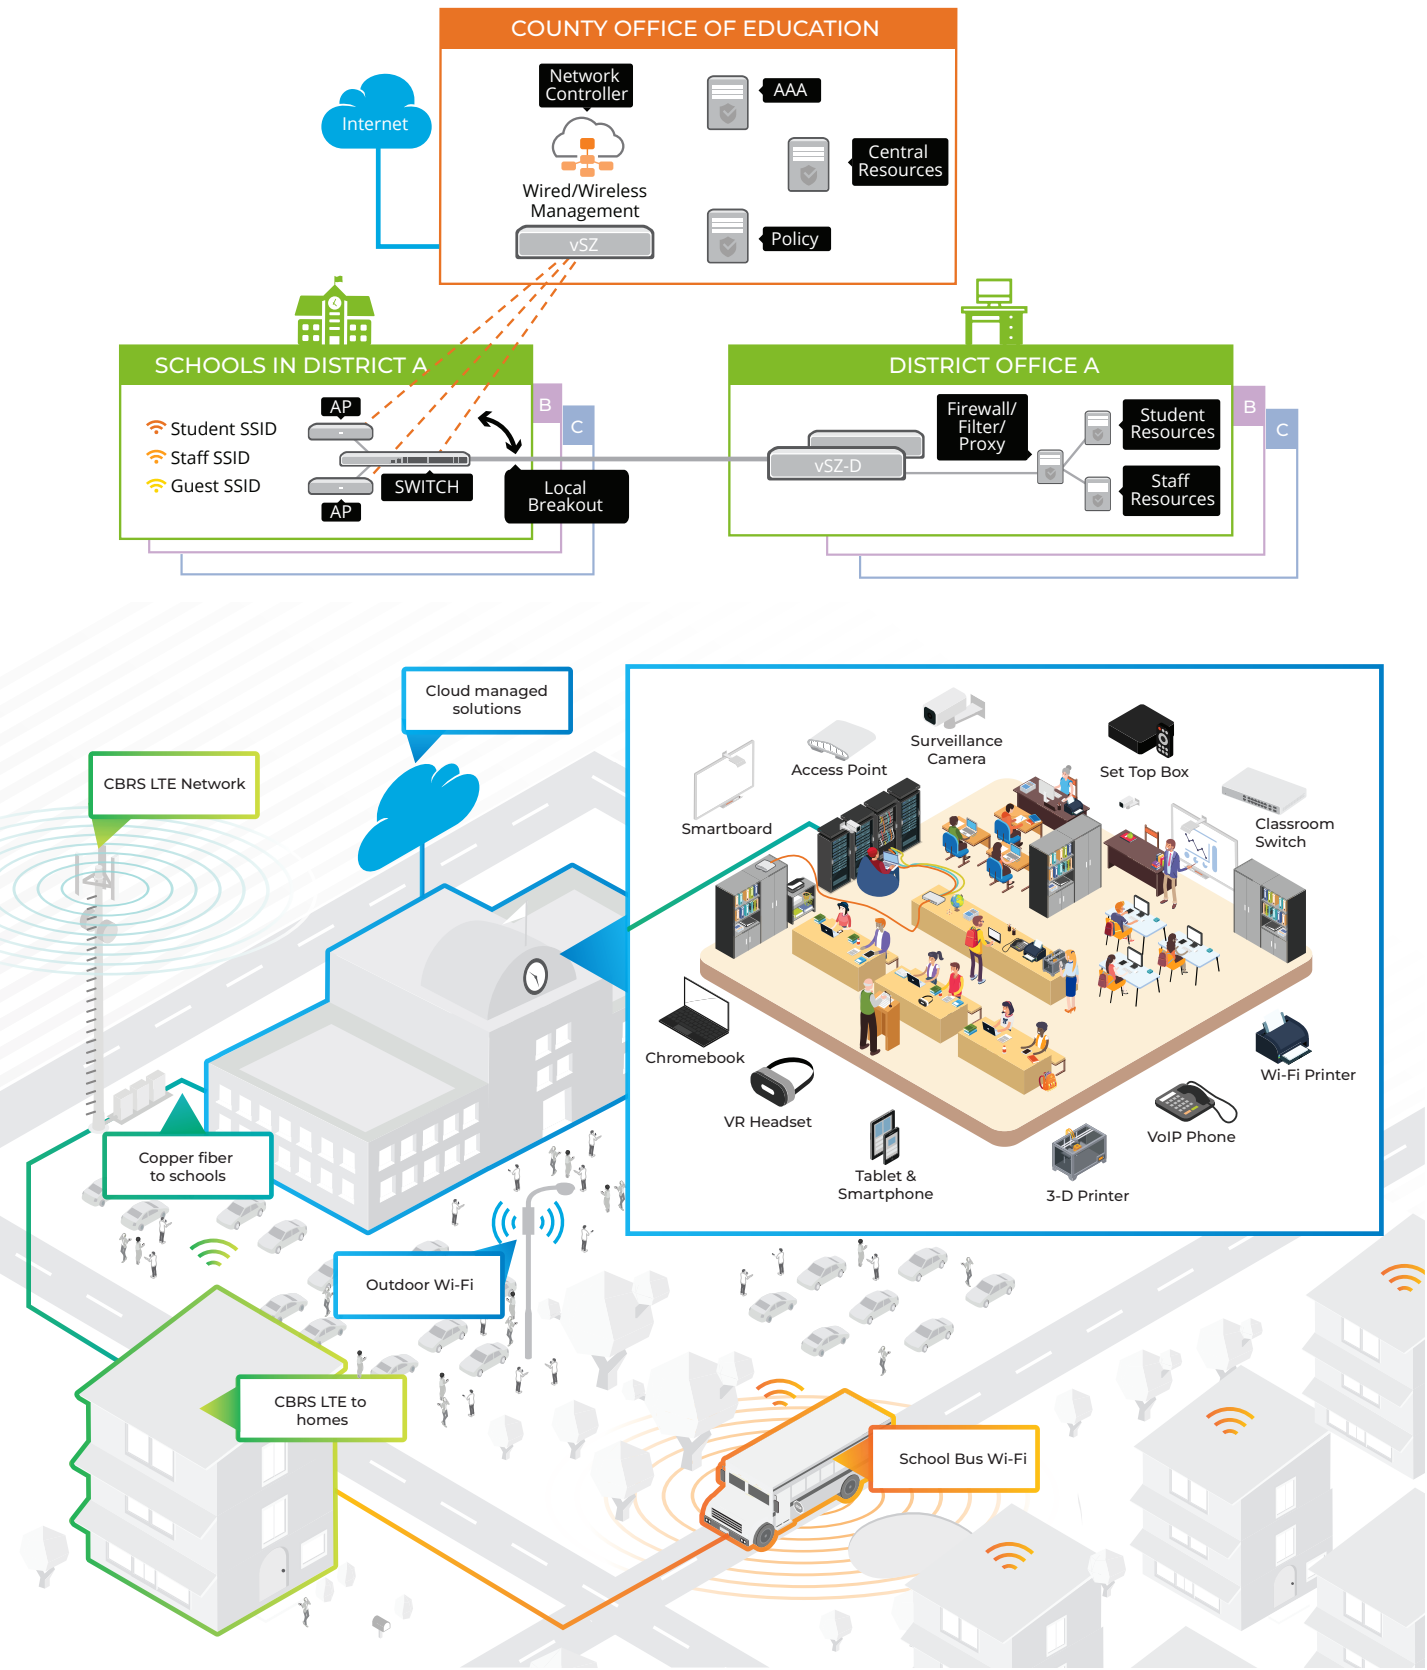 COUNTY OFFICE OF EDUCATION
Network
Controller
AAA
Internet
Central
Resources
Wired/Wireless
Management
Policy
vSZ
SCHOOLS IN DISTRICT A
B
C
AP
Student SSID
Staff SSID
Guest SSID
SWITCH
AP
Local
Breakout
DISTRICT OFFICE A
B
C
Firewall/
Filter/
Proxy
Student
Resources
vSZ-D
Staff
Resources
Cloud managed
solutions
CBRS LTE Network
Surveillance
Camera
Access Point
Set Top Box
Smartboard
Classroom
Switch
Chromebook
Wi-Fi Printer
VR Headset
VoIP Phone
Tablet &
Smartphone
3-D Printer
Copper fiber
to schools
Outdoor Wi-Fi
CBRS LTE to
homes
School Bus Wi-Fi